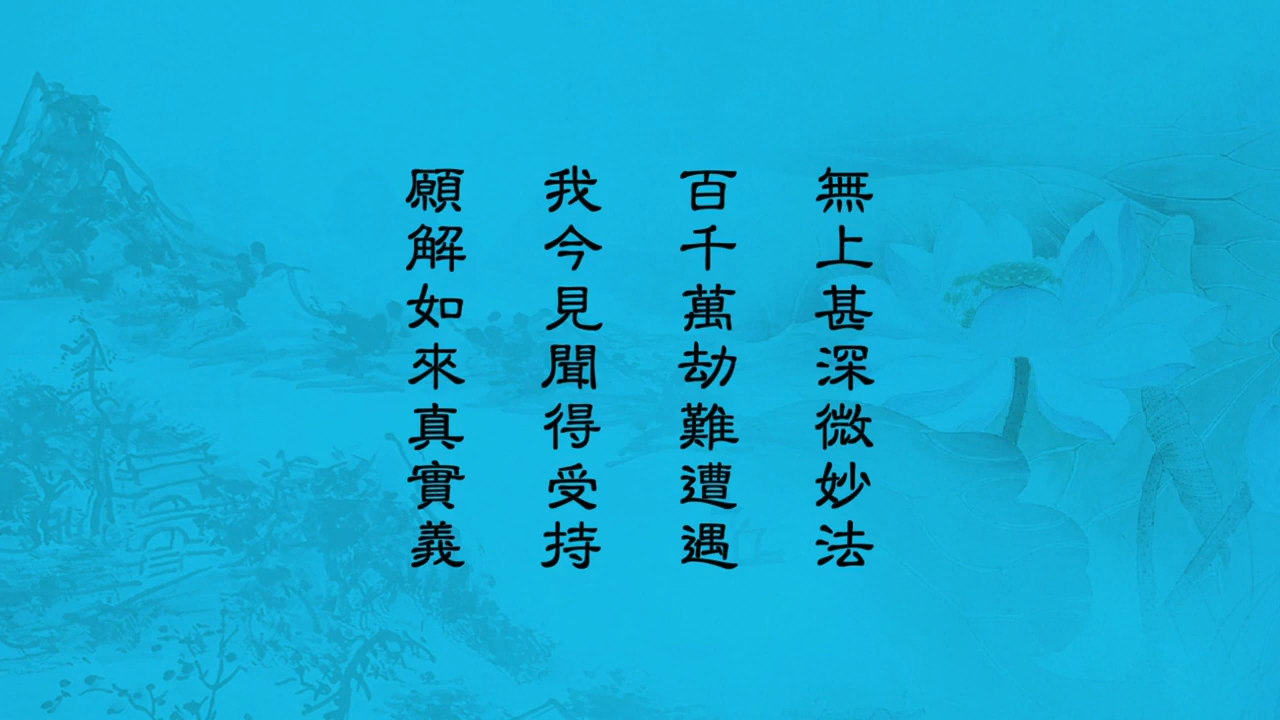 無上甚深微妙法
百千萬劫難遭遇
我今見聞得受持
願解如來真實義